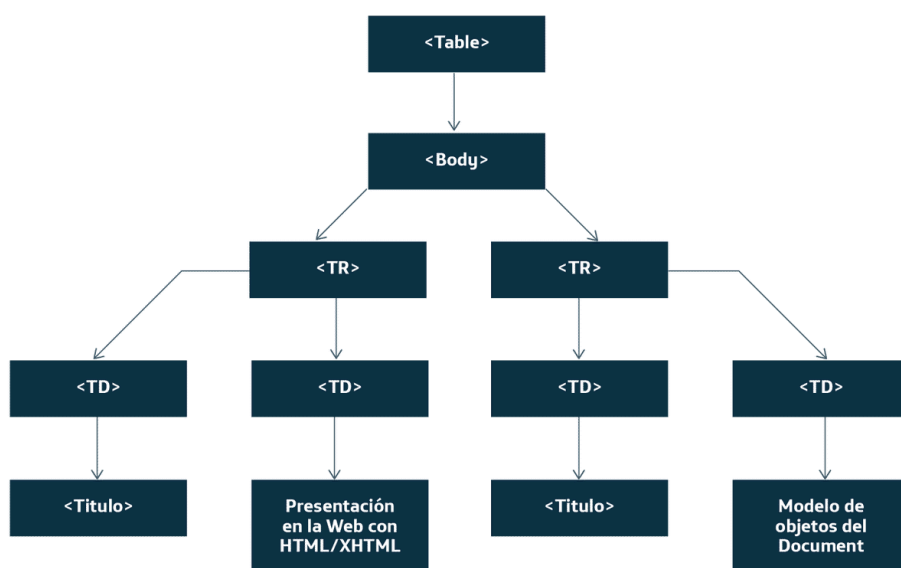 <Table>
<Body>
<TR>
<TR>
<TD>
<TD>
<TD>
<TD>
<Titulo>
Presentación
en la Web con
HTML/XHTML
<Titulo>
Modelo de
objetos del
Document